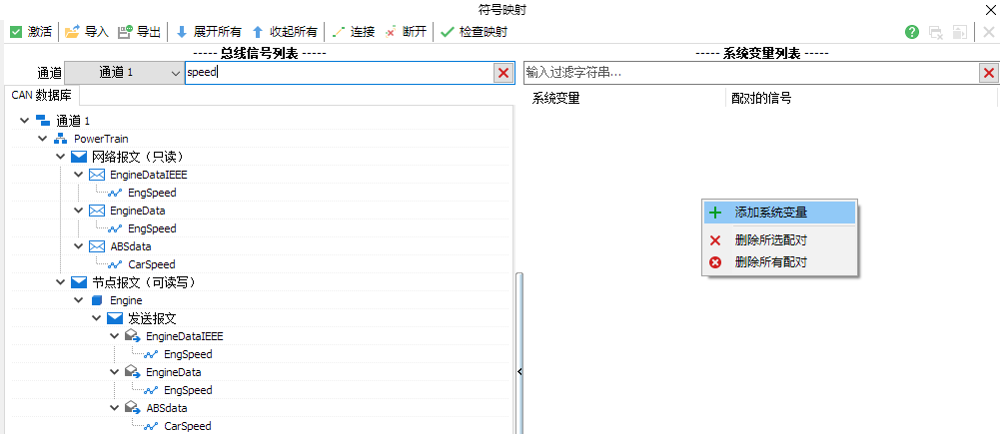 符号映射
激活 导入 导出 展开所有 收起所有 连接 断开 检查映射
----- 总线信号列表 -----
通道 通道 1 speed
CAN 数据库
通道 1
PowerTrain
网络报文（只读）
EngineDataIEEE
EngSpeed
EngineData
EngSpeed
ABSdata
CarSpeed
节点报文（可读写）
Engine
发送报文
EngineDataIEEE
EngSpeed
EngineData
EngSpeed
ABSdata
CarSpeed
----- 系统变量列表 -----
输入过滤字符串...
系统变量 配对的信号
添加系统变量
删除所选配对
删除所有配对